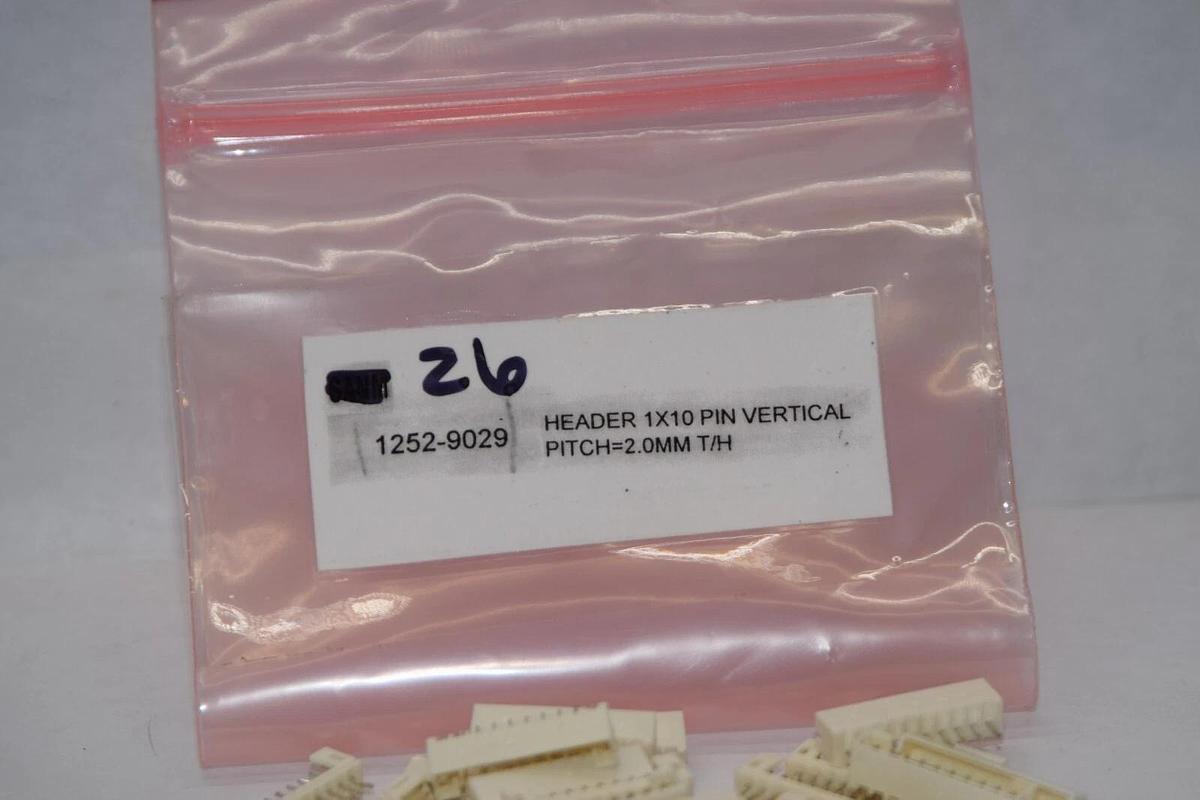 26
1252-9029
HEADER 1X10 PIN VERTICAL
PITCH=2.0MM T/H